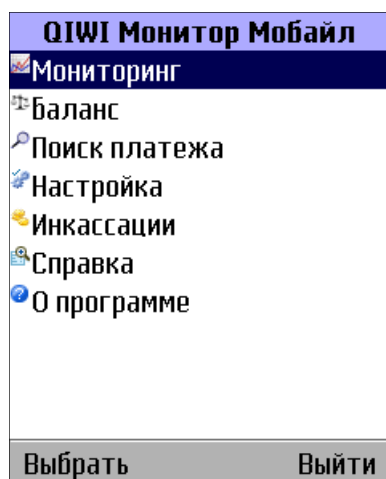 QIWI Монитор Мобайл
Мониторинг
Баланс
Поиск платежа
Настройка
Инкассации
Справка
О программе
Выбрать Выйти